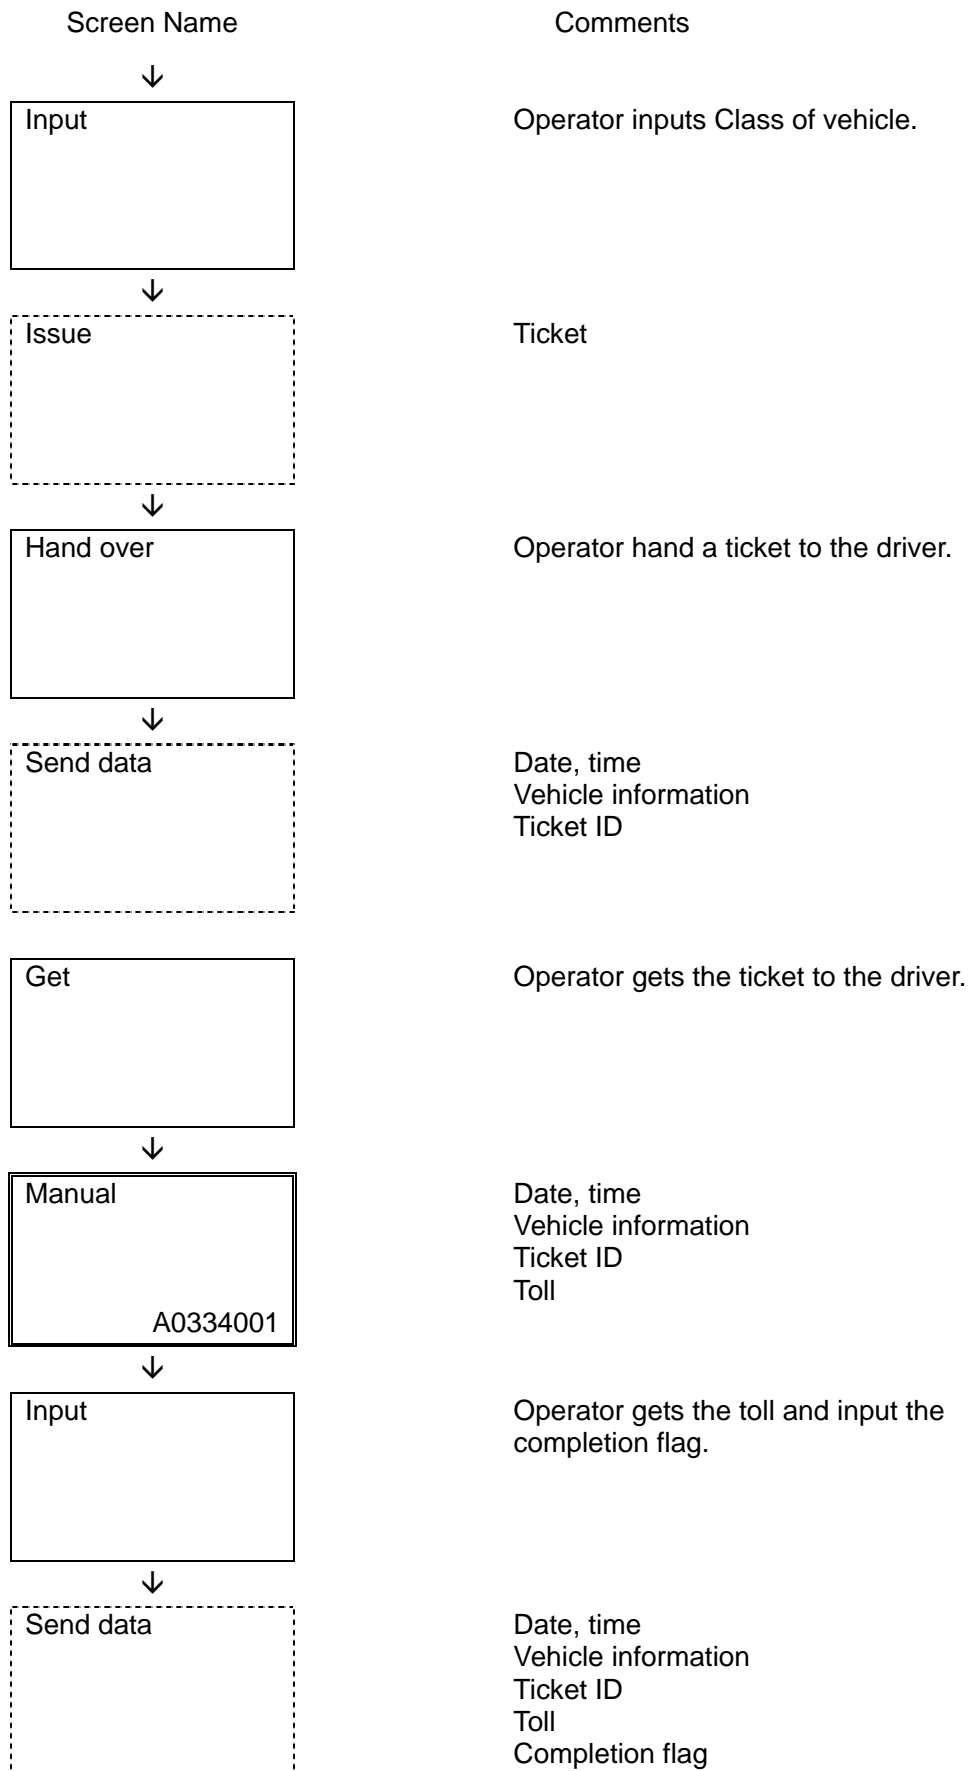 Screen Name Comments
Input Operator inputs Class of vehicle.
Issue Ticket
Hand over Operator hand a ticket to the driver.
Send data Date, time
Vehicle information
Ticket ID
Get Operator gets the ticket to the driver.
Manual Date, time
Vehicle information
Ticket ID
Toll
A0334001
Input Operator gets the toll and input the
completion flag.
Send data Date, time
Vehicle information
Ticket ID
Toll
Completion flag